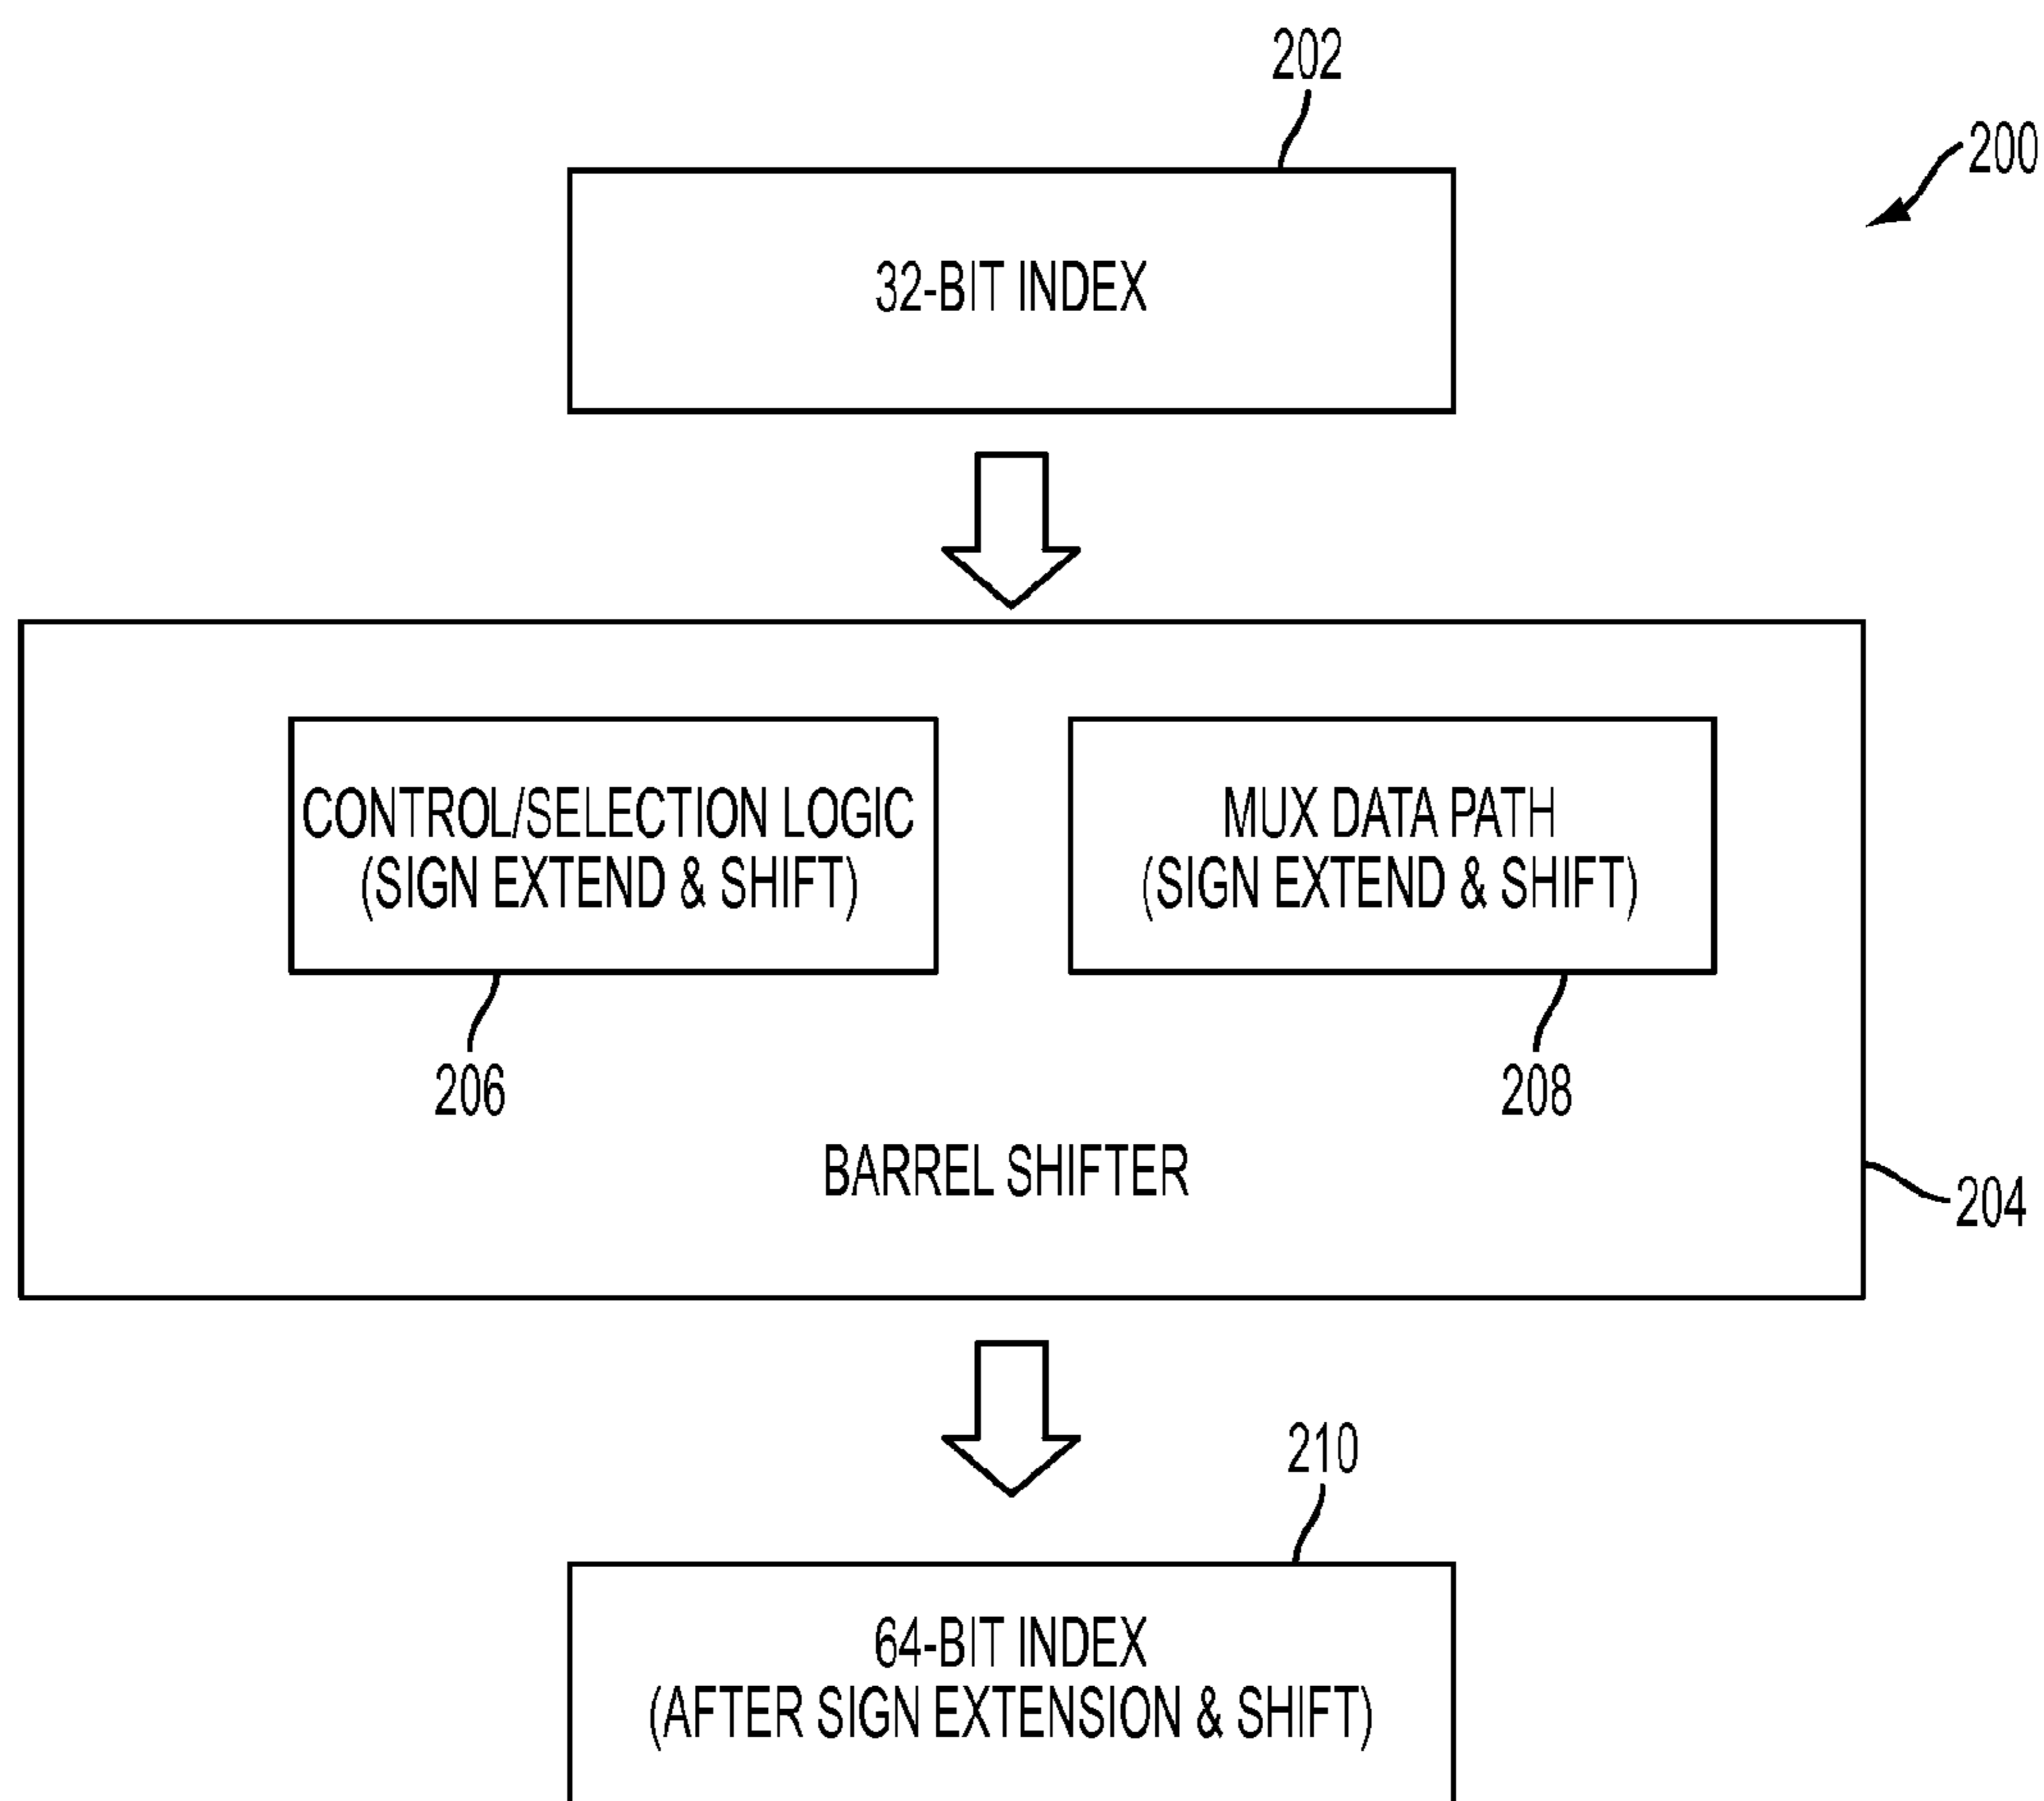 202
200
32-BIT INDEX
CONTROL/SELECTION LOGIC
(SIGN EXTEND & SHIFT)
MUX DATA PATH
(SIGN EXTEND & SHIFT)
206
208
BARREL SHIFTER
204
210
64-BIT INDEX
(AFTER SIGN EXTENSION & SHIFT)